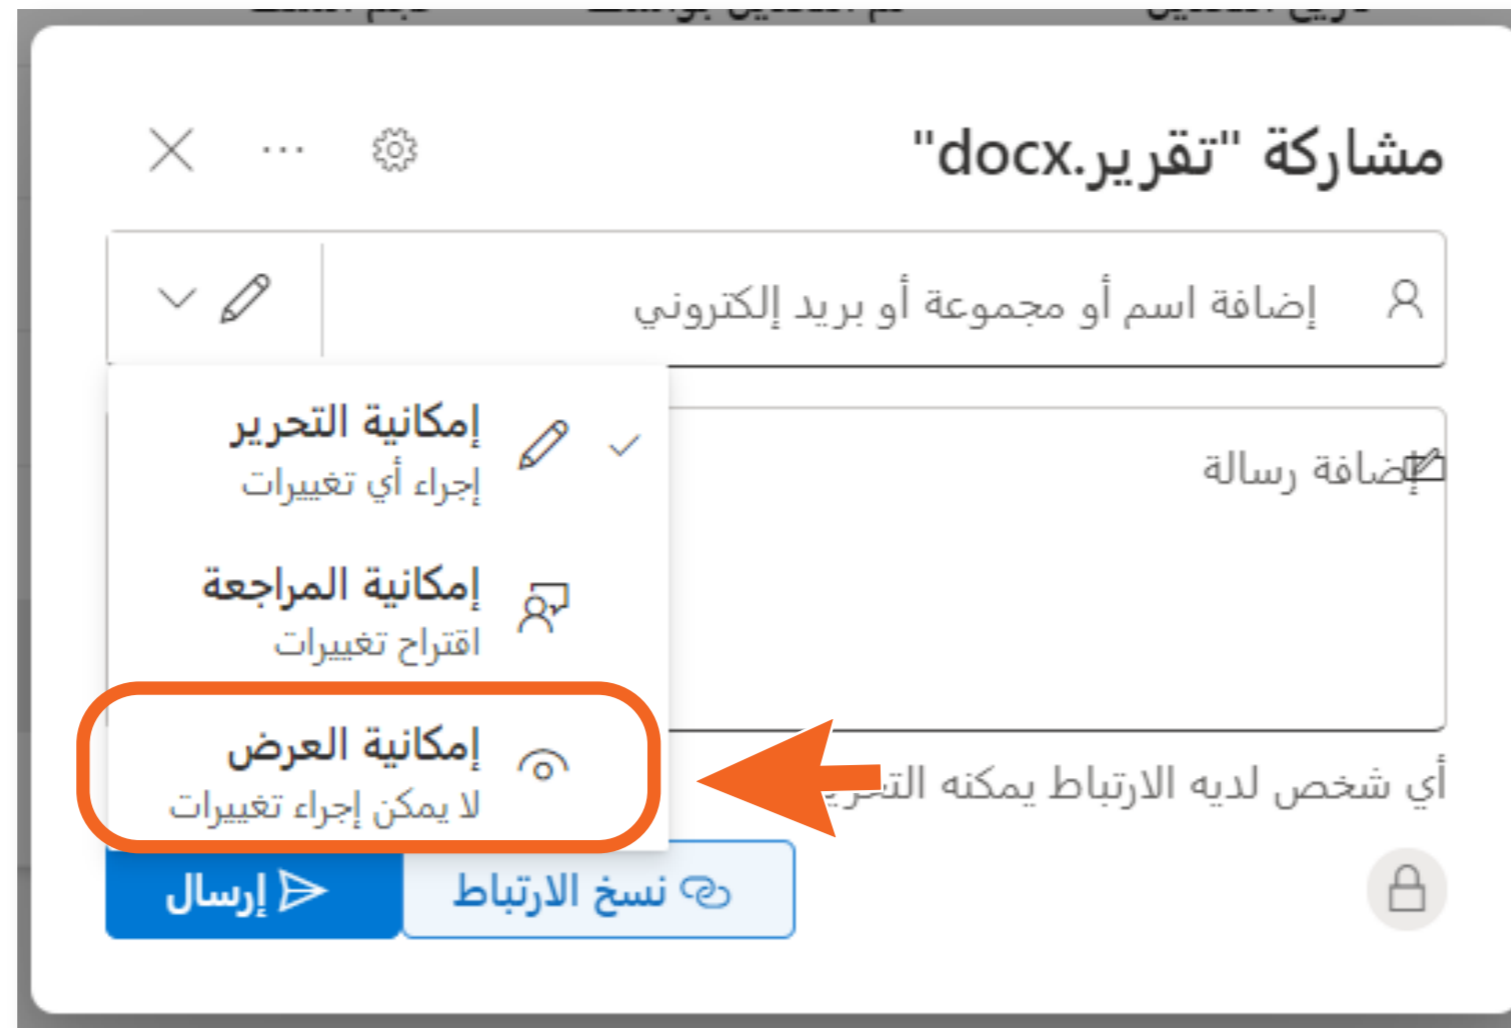 مشاركة "تقرير.docx"
إضافة اسم أو مجموعة أو بريد إلكتروني
إمكانية التحرير
إجراء أي تغييرات
إضافة رسالة
إمكانية المراجعة
اقتراح تغييرات
إمكانية العرض
لا يمكن إجراء تغييرات
أي شخص لديه الارتباط يمكنه التحرير
نسخ الارتباط
إرسال